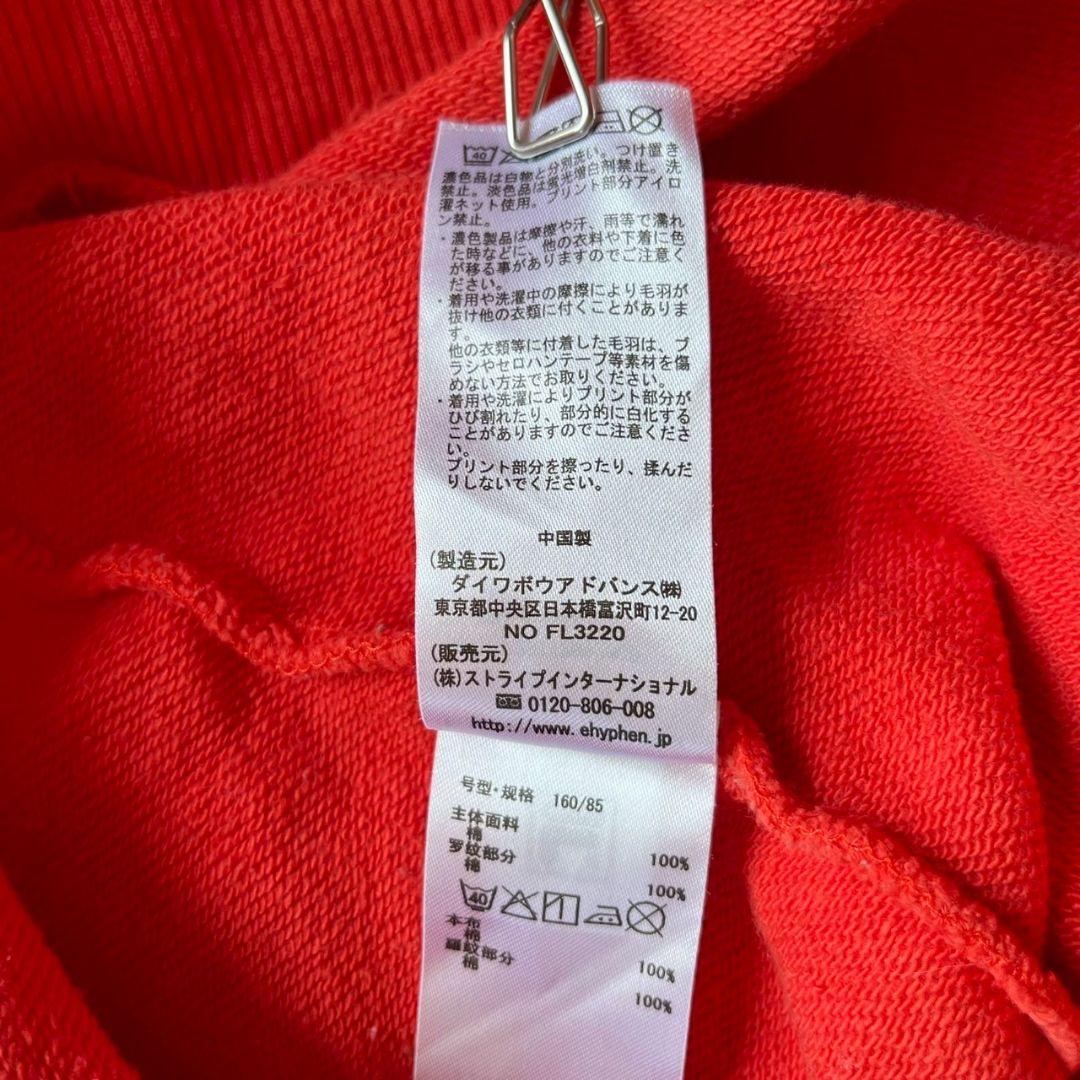 40
濃色品は白物と分別洗い。つけ置き
禁止。淡色品は蛍光増白剤禁止。洗
濯ネット使用。プリント部分アイロ
ン禁止。
・濃色製品は摩擦や汗、雨等で濡れ
た時などに、他の衣料や下着に色
が移る事がありますのでご注意く
ださい。
・着用や洗濯中の摩擦により毛羽が
抜け他の衣類に付くことがありま
す。
他の衣類等に付着した毛羽は、ブ
ラシやセロハンテープ等素材を傷
めない方法でお取りください。
・着用や洗濯によりプリント部分が
ひび割れたり、部分的に白化する
ことがありますのでご注意くださ
い。
プリント部分を擦ったり、揉んだ
りしないでください。
中国製
(製造元)
ダイワボウアドバンス㈱
東京都中央区日本橋富沢町12-20
NO FL3220
(販売元)
(株)ストライプインターナショナル
0120-806-008
http://www.ehyphen.jp
号型・规格 160/85
主体面料
棉 100%
罗纹部分
棉 100%
40
本布
棉 100%
羅紋部分
棉 100%